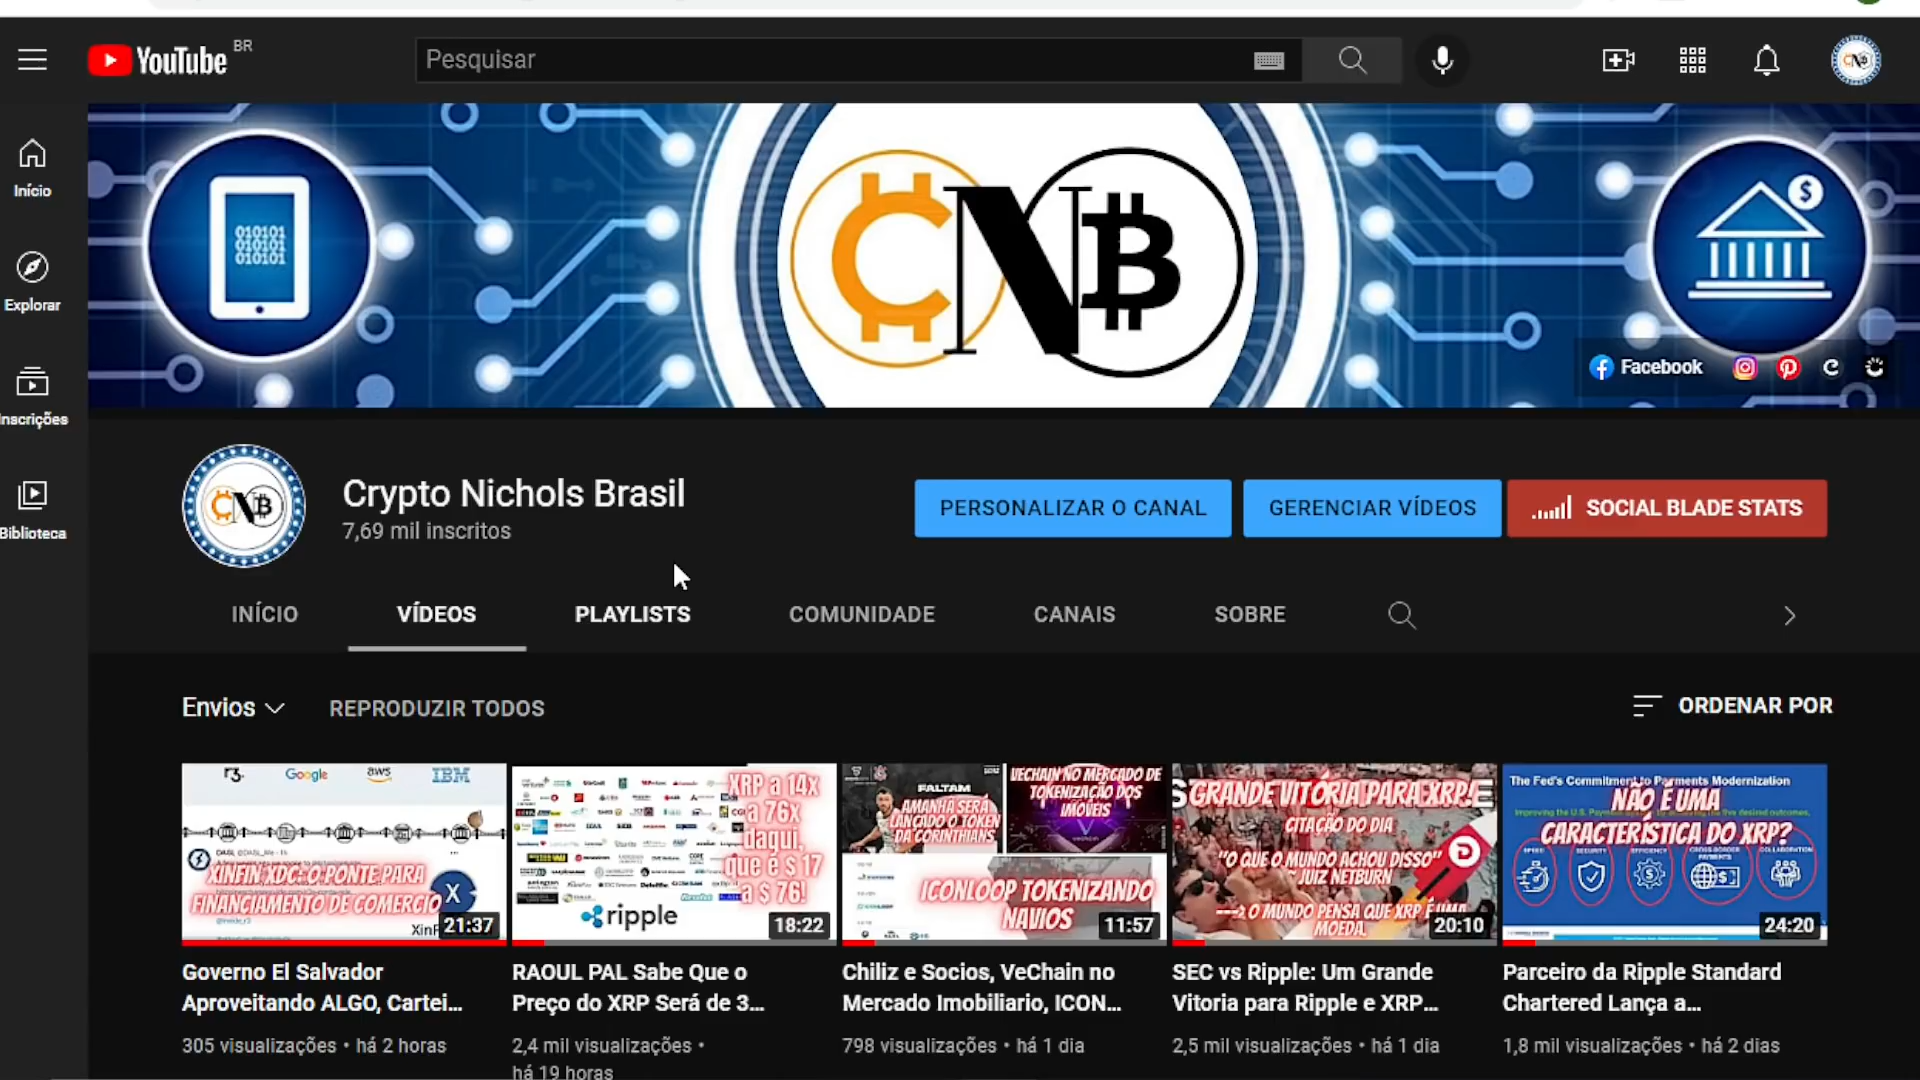 YouTube BR
Pesquisar
Início
Explorar
Inscrições
Biblioteca
010101
010101
010101
CNB
$
Facebook
CNB
Crypto Nichols Brasil
7,69 mil inscritos
PERSONALIZAR O CANAL
GERENCIAR VÍDEOS
SOCIAL BLADE STATS
INÍCIO
VÍDEOS
PLAYLISTS
COMUNIDADE
CANAIS
SOBRE
Envios
REPRODUZIR TODOS
ORDENAR POR
r3.
Google
aws
IBM
XINFIN XDC: O PONTE PARA
FINANCIAMENTO DE COMERCIO
21:37
XRP a 14x
a 76x
daqui,
que é $ 17
a $ 76!
ripple
18:22
FALTAM
AMANHÃ SERÁ
LANÇADO O TOKEN
DA CORINTHIANS
VECHAIN NO MERCADO DE
TOKENIZAÇÃO DOS
IMÓVEIS
ICONLOOP TOKENIZANDO
NAVIOS
11:57
GRANDE VITÓRIA PARA XRP!
CITAÇÃO DO DIA
"O QUE O MUNDO ACHOU DISSO"
JUIZ NETBURN
O MUNDO PENSA QUE XRP É UMA
MOEDA.
20:10
The Fed's Commitment to Payments Modernization
NÃO É UMA
CARACTERÍSTICA DO XRP?
24:20
Governo El Salvador
Aproveitando ALGO, Cartei...
305 visualizações • há 2 horas
RAOUL PAL Sabe Que o
Preço do XRP Será de 3...
2,4 mil visualizações •
há 19 horas
Chiliz e Socios, VeChain no
Mercado Imobiliario, ICON...
798 visualizações • há 1 dia
SEC vs Ripple: Um Grande
Vitoria para Ripple e XRP...
2,5 mil visualizações • há 1 dia
Parceiro da Ripple Standard
Chartered Lança a...
1,8 mil visualizações • há 2 dias